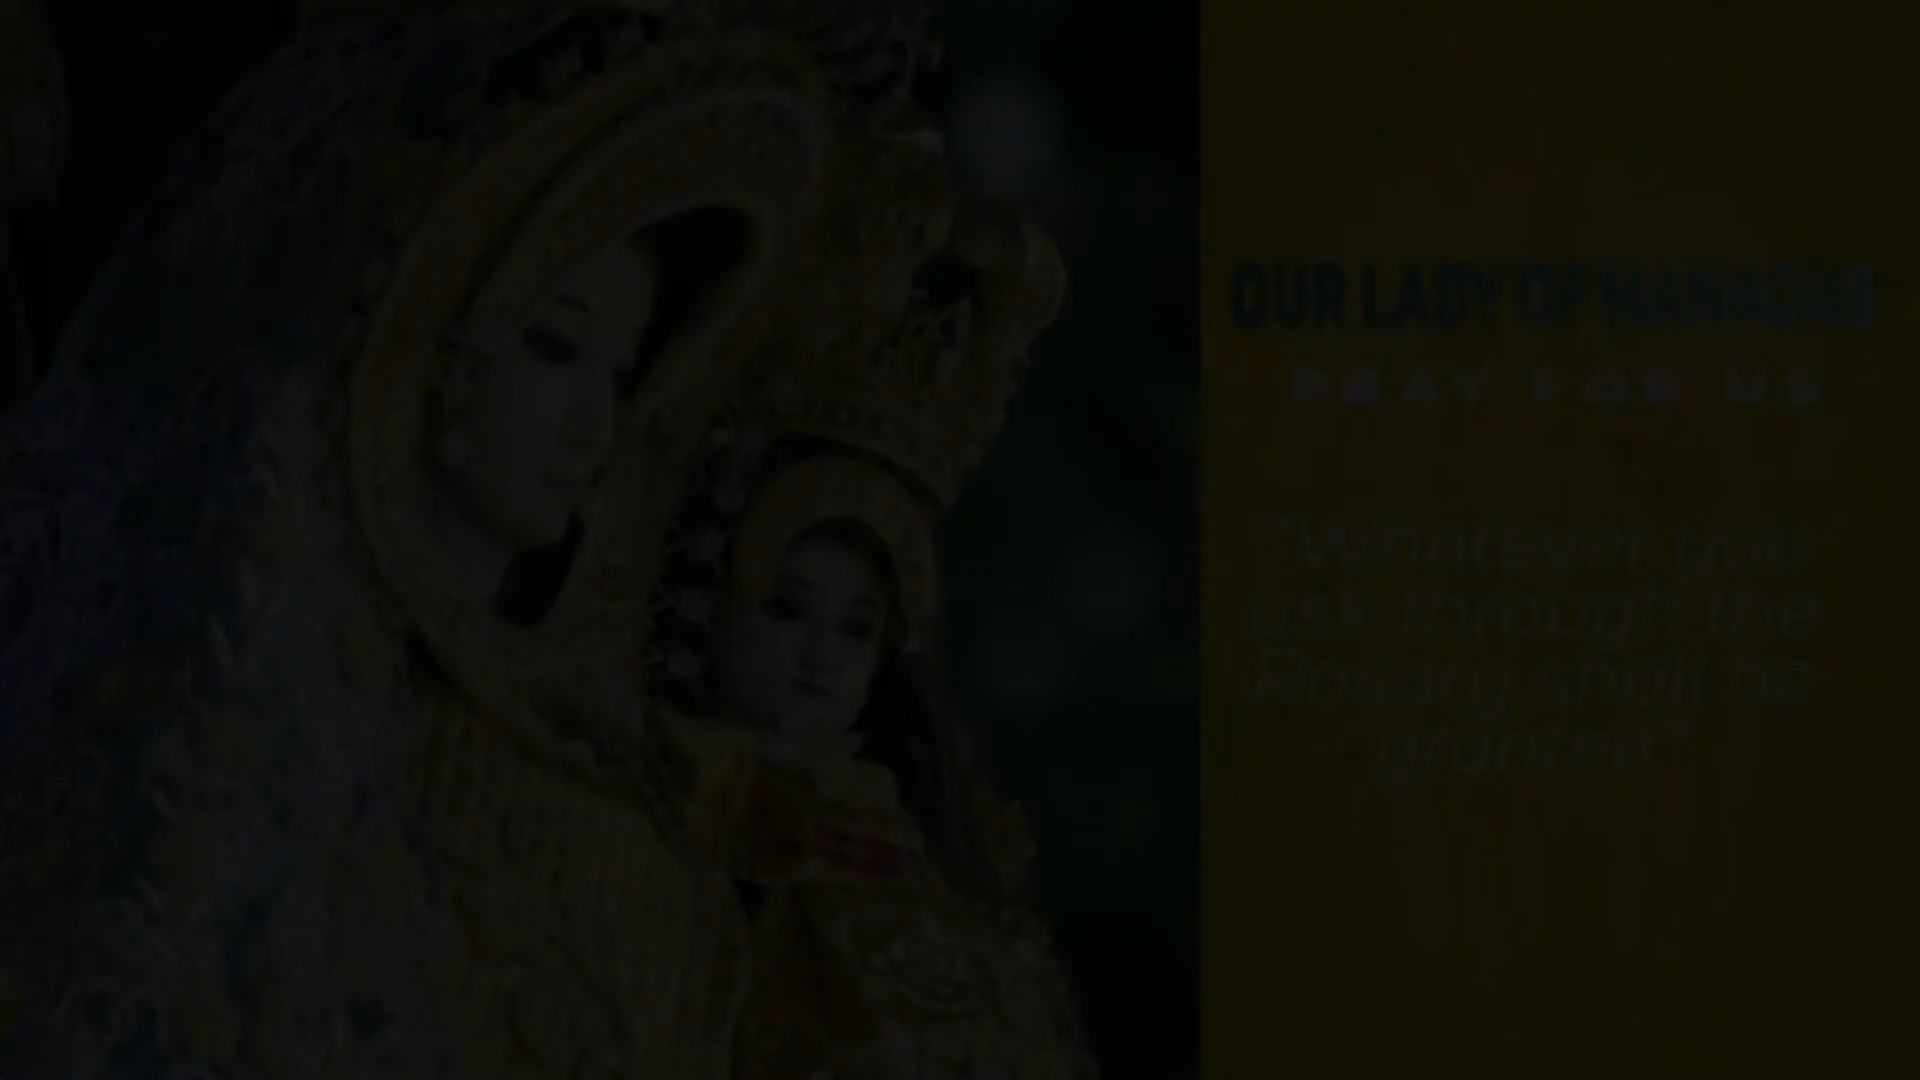 OUR LADY OF MANAOAG
PRAY FOR US
"Whatever you
ask through the
Rosary shall be
granted"